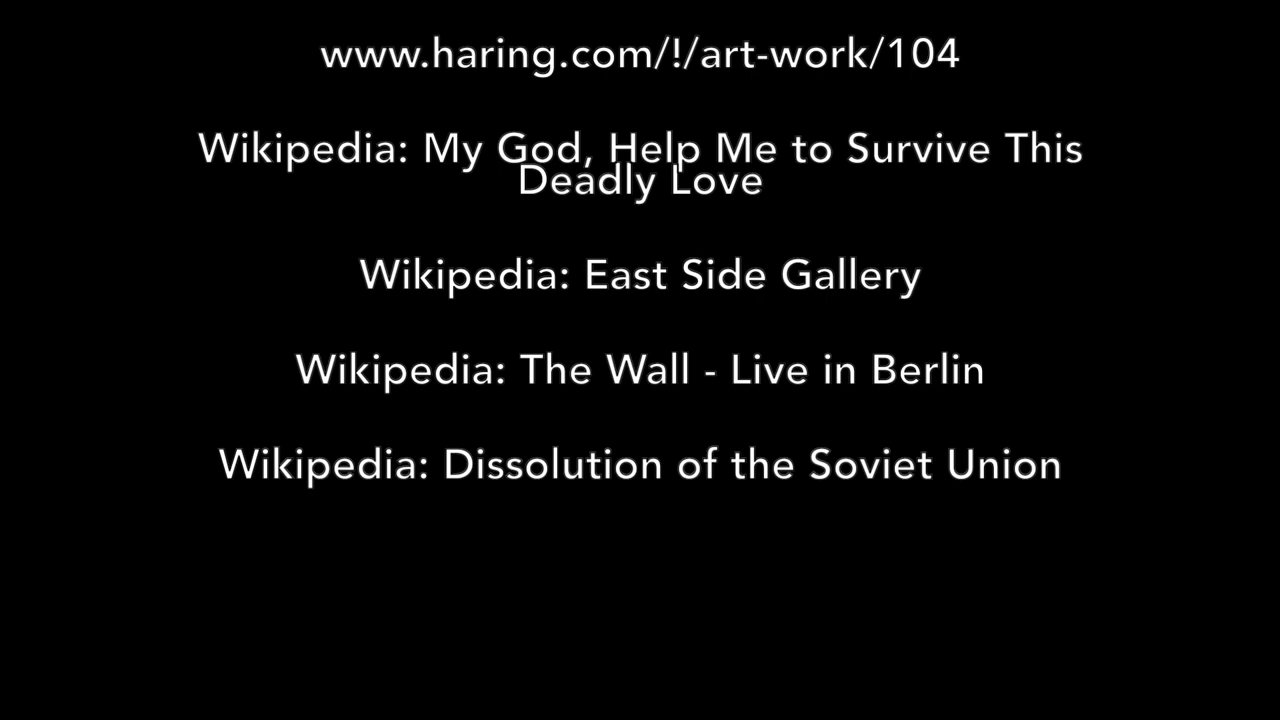 www.haring.com/!/art-work/104
Wikipedia: My God, Help Me to Survive This
Deadly Love
Wikipedia: East Side Gallery
Wikipedia: The Wall - Live in Berlin
Wikipedia: Dissolution of the Soviet Union